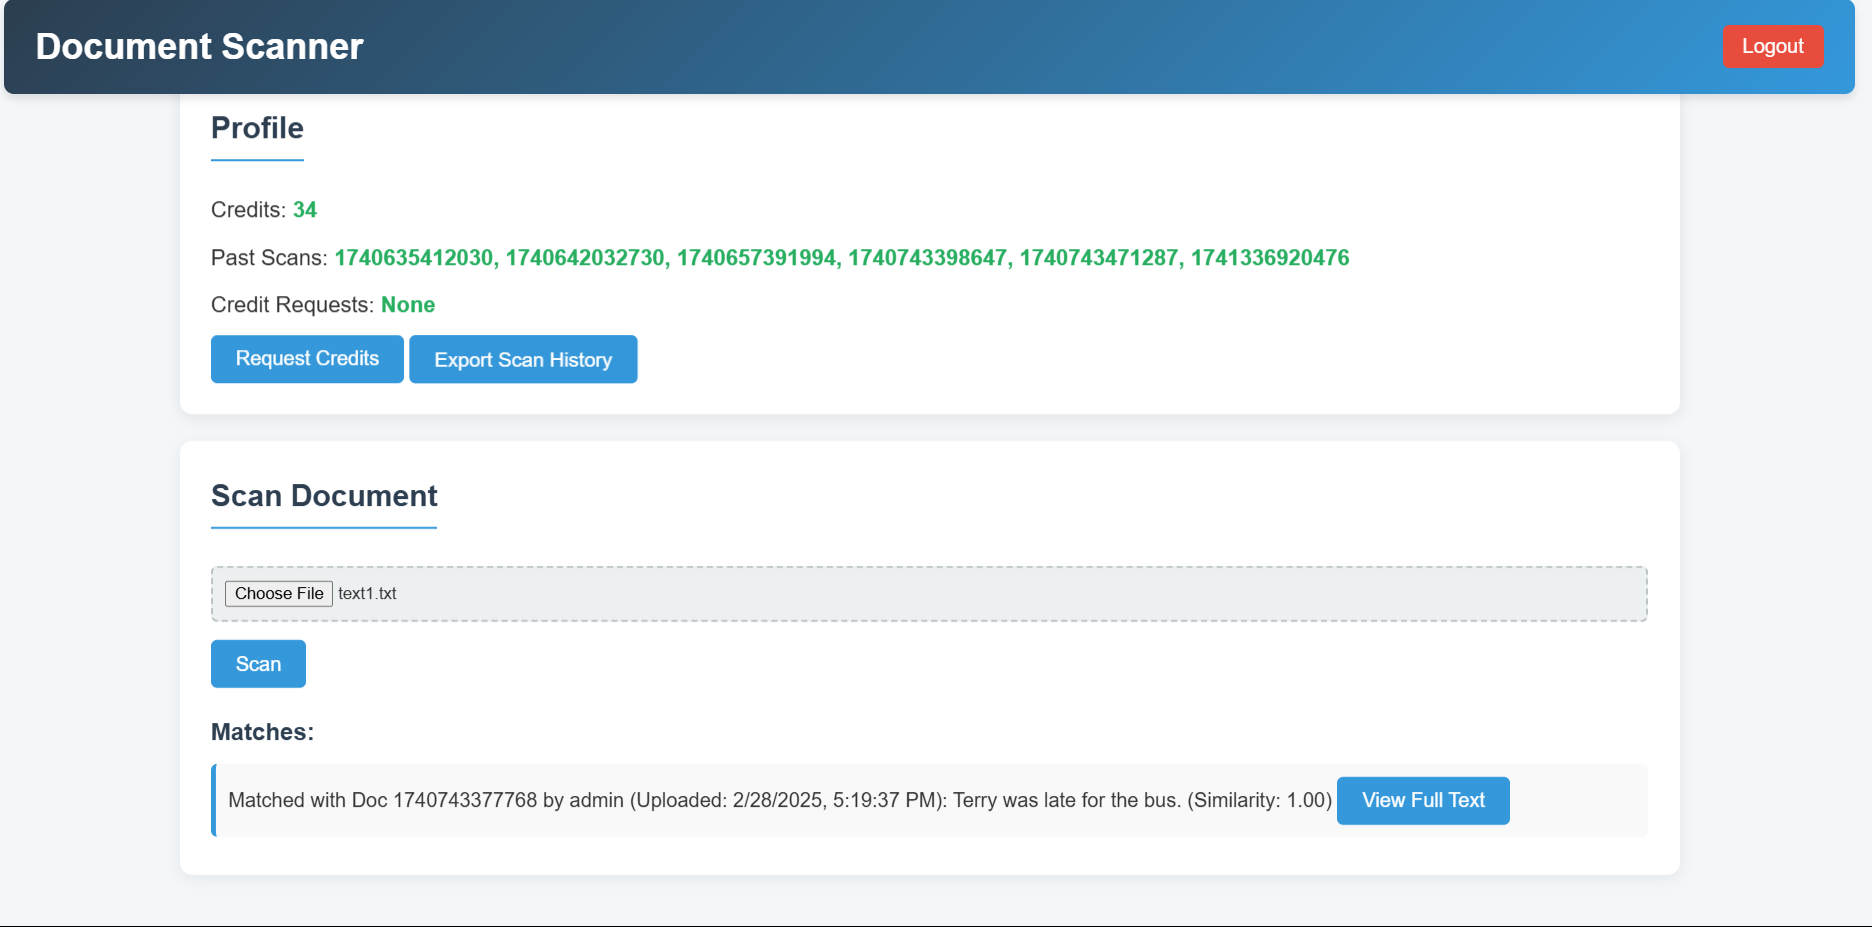 Document Scanner
Logout
Profile
Credits: 34
Past Scans: 1740635412030, 1740642032730, 1740657391994, 1740743398647, 1740743471287, 1741336920476
Credit Requests: None
Request Credits
Export Scan History
Scan Document
Choose File text1.txt
Scan
Matches:
Matched with Doc 1740743377768 by admin (Uploaded: 2/28/2025, 5:19:37 PM): Terry was late for the bus. (Similarity: 1.00)
View Full Text